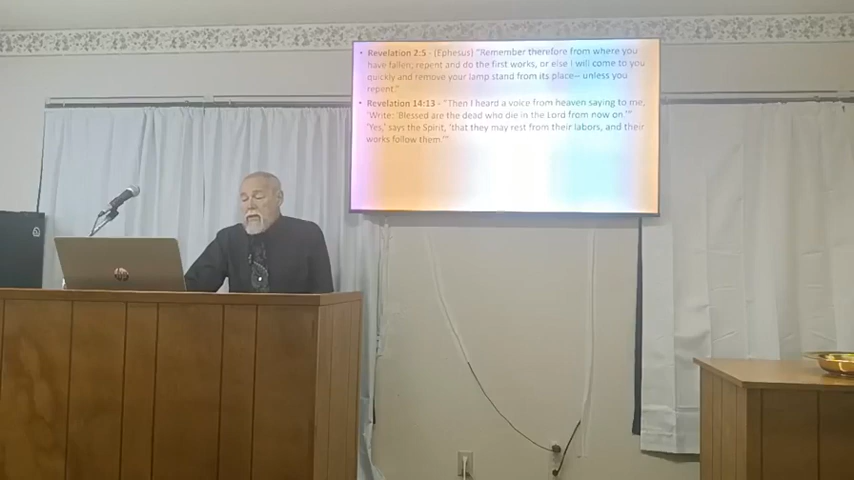 • Revelation 2:5 - (Ephesus) "Remember therefore from where you
have fallen; repent and do the first works, or else I will come to you
quickly and remove your lamp stand from its place– unless you
repent."
• Revelation 14:13 - "Then I heard a voice from heaven saying to me,
"Write: 'Blessed are the dead who die in the Lord from now on.'"
'Yes,' says the Spirit, 'that they may rest from their labors, and their
works follow them.'"
hp